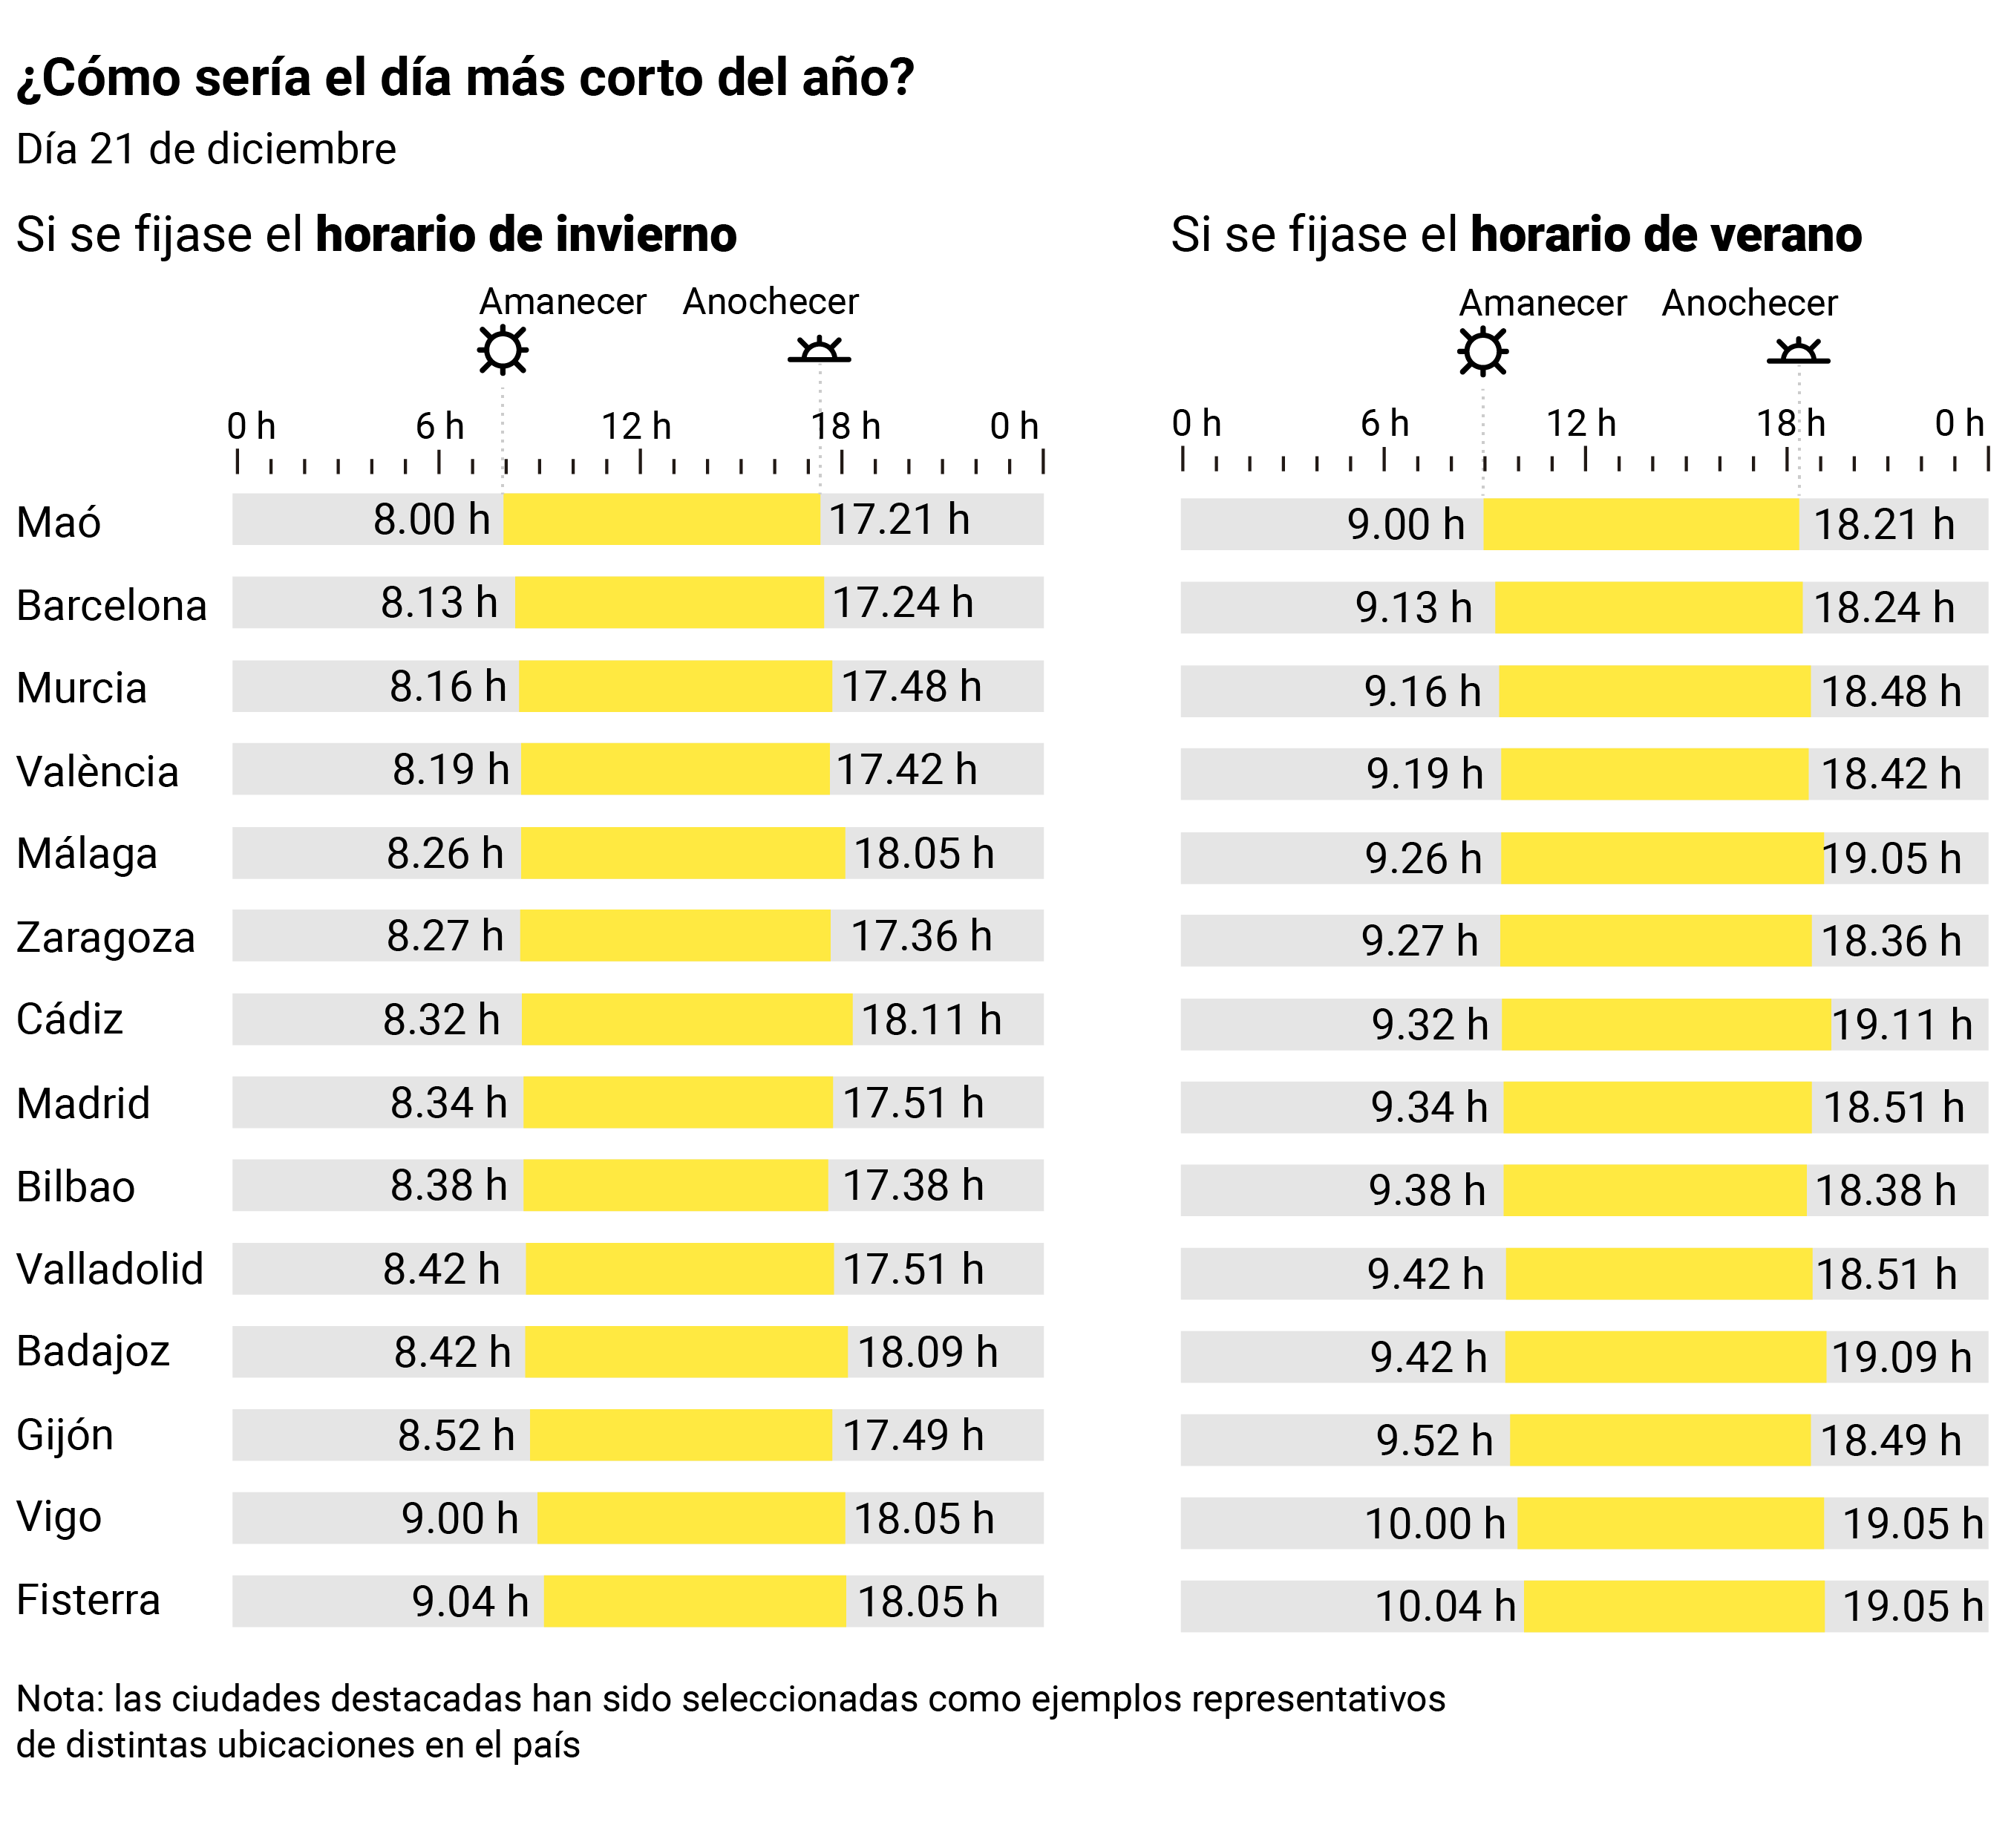 ¿Cómo sería el día más corto del año?
Día 21 de diciembre
Si se fijase el horario de invierno
Amanecer Anochecer
0 h 6 h 12 h 18 h 0 h
Maó 8.00 h 17.21 h
Barcelona 8.13 h 17.24 h
Murcia 8.16 h 17.48 h
València 8.19 h 17.42 h
Málaga 8.26 h 18.05 h
Zaragoza 8.27 h 17.36 h
Cádiz 8.32 h 18.11 h
Madrid 8.34 h 17.51 h
Bilbao 8.38 h 17.38 h
Valladolid 8.42 h 17.51 h
Badajoz 8.42 h 18.09 h
Gijón 8.52 h 17.49 h
Vigo 9.00 h 18.05 h
Fisterra 9.04 h 18.05 h
Si se fijase el horario de verano
Amanecer Anochecer
0 h 6 h 12 h 18 h 0 h
9.00 h 18.21 h
9.13 h 18.24 h
9.16 h 18.48 h
9.19 h 18.42 h
9.26 h 19.05 h
9.27 h 18.36 h
9.32 h 19.11 h
9.34 h 18.51 h
9.38 h 18.38 h
9.42 h 18.51 h
9.42 h 19.09 h
9.52 h 18.49 h
10.00 h 19.05 h
10.04 h 19.05 h
Nota: las ciudades destacadas han sido seleccionadas como ejemplos representativos
de distintas ubicaciones en el país